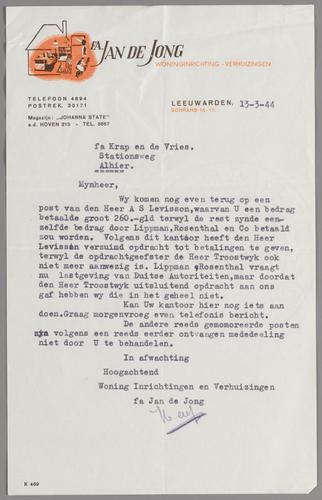 FA. JAN DE JONG
WONINGINRICHTING - VERHUIZINGEN
TELEFOON 4694
POSTREK. 30171
Magazijn: „JOHANNA STATE"
a.d. HOVEN 213 - TEL. 5667
LEEUWARDEN, 13-3-44
SCHRANS 15-17.
fa Krap en de Vries.
Stationsweg
Alhier.
Mynheer,
Wy komen nog even terug op een
post van den Heer A S Levisson,waarvan U een bedrag
betaalde groot 260.-gld terwyl de rest zynde een-
zelfde bedrag door Lippman,Rosenthal en Co betaald
zou worden. Volgens dit kantoor heeft den Heer
Levisson verzuimd opdracht tot betalingen te geven,
terwyl de opdrachtgeefster de Heer Troostwyk ook
niet meer aanwezig is. Lippman Rosenthal vraagt
nu lastgeving van Duitse Autoriteiten,maar doordat
den Heer Troostwyk uitsluitend opdracht aan ons
gaf hebben wy die in het geheel niet.
Kan Uw kantoor hier nog iets aan
doen.Graag morgenvroeg even telefonis bericht.
De andere reeds gememoreerde posten
zyn volgens een reeds eerder ontvangen mededeeling
niet door U te behandelen.
In afwachting
Hoogachtend
Woning Inrichtingen en Verhuizingen
fa Jan de Jong
K 469